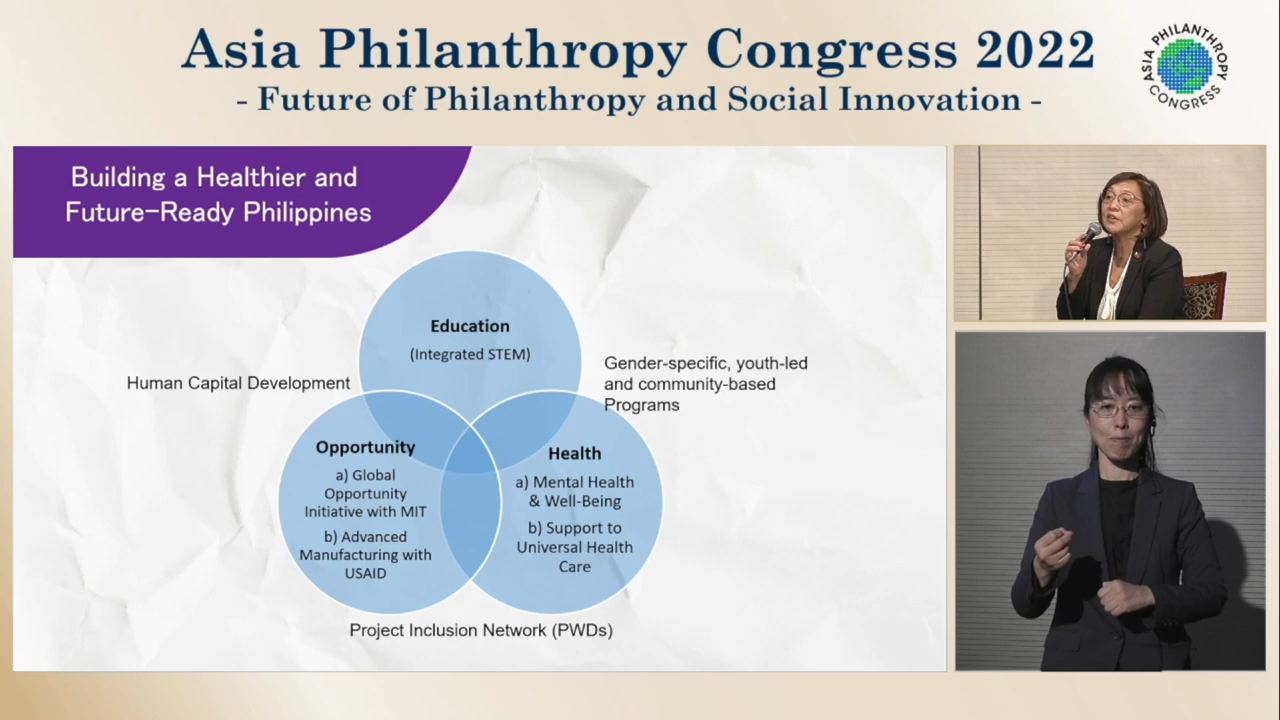 Asia Philanthropy Congress 2022
- Future of Philanthropy and Social Innovation -
ASIA PHILANTHROPY
CONGRESS
Building a Healthier and
Future-Ready Philippines
Education
(Integrated STEM)
Human Capital Development
Gender-specific, youth-led
and community-based
Programs
Opportunity
a) Global
Opportunity
Initiative with MIT
b) Advanced
Manufacturing with
USAID
Health
a) Mental Health
& Well-Being
b) Support to
Universal Health
Care
Project Inclusion Network (PWDs)